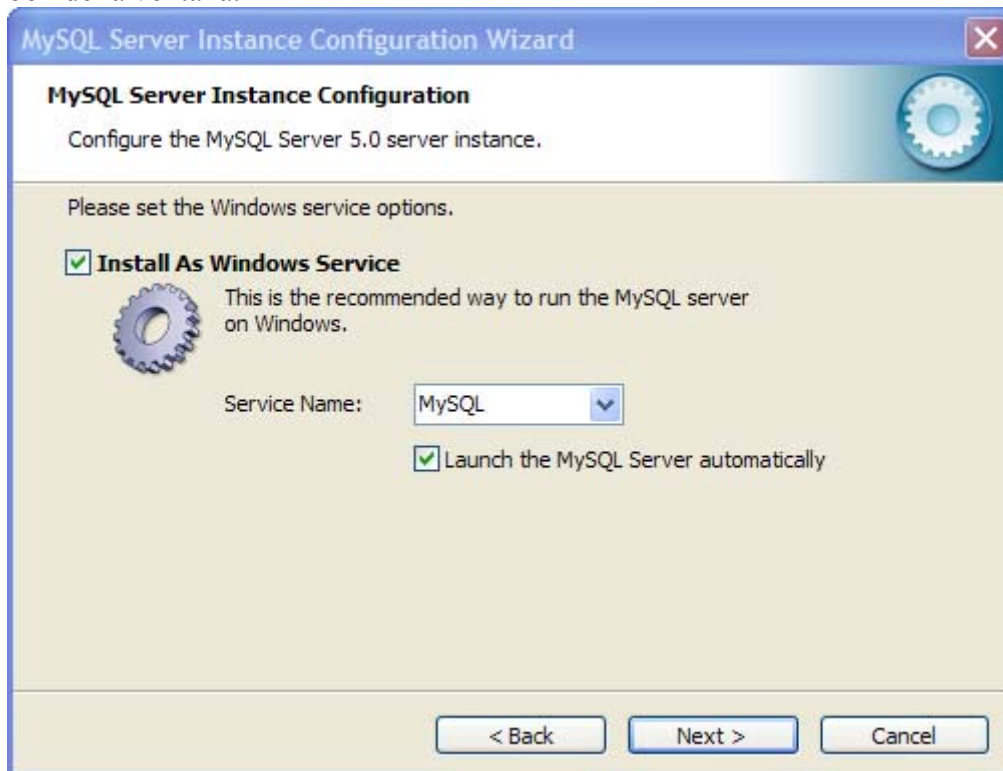 MySQL Server Instance Configuration Wizard
MySQL Server Instance Configuration
Configure the MySQL Server 5.0 server instance.
Please set the Windows service options.
Install As Windows Service
This is the recommended way to run the MySQL server
on Windows.
Service Name: MySQL
Launch the MySQL Server automatically
< Back Next > Cancel